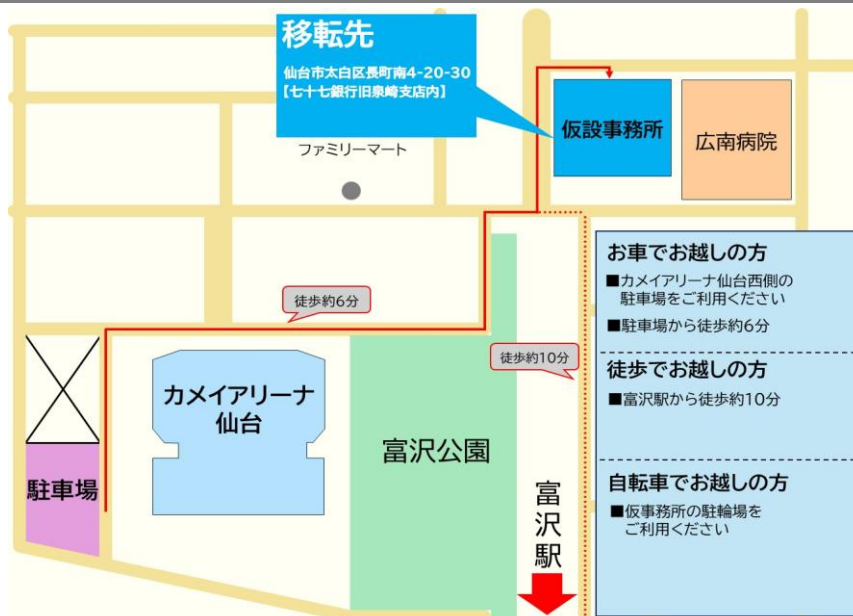 移転先
仙台市太白区長町南4-20-30
【七十七銀行旧泉崎支店内】
ファミリーマート
仮設事務所
広南病院
徒歩約6分
徒歩約10分
カメイアリーナ
仙台
富沢公園
駐車場
富沢駅
お車でお越しの方
■カメイアリーナ仙台西側の
駐車場をご利用ください
■駐車場から徒歩約6分
徒歩でお越しの方
■富沢駅から徒歩約10分
自転車でお越しの方
■仮事務所の駐輪場を
ご利用ください